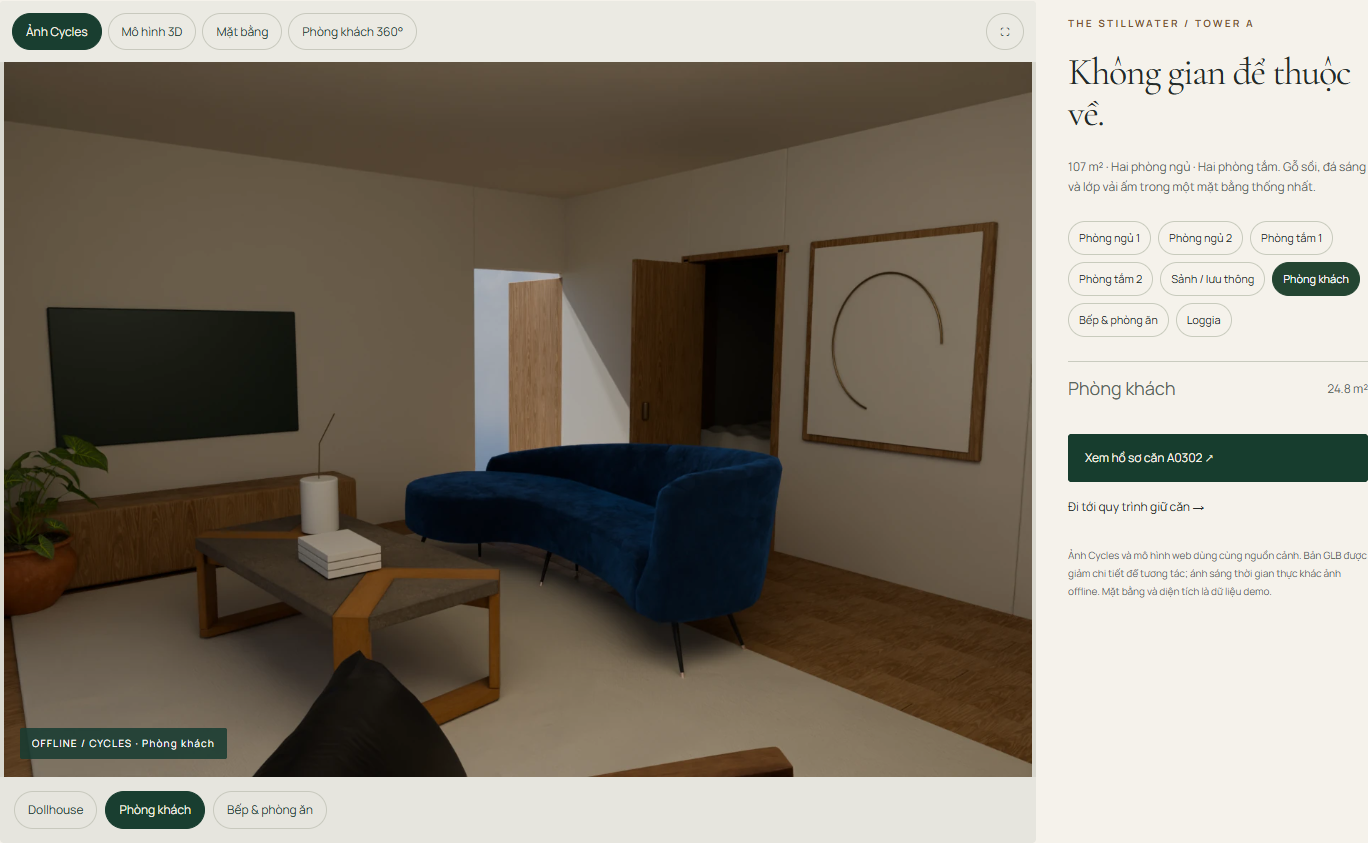 Ảnh Cycles
Mô hình 3D
Mặt bằng
Phòng khách 360°
OFFLINE / CYCLES · Phòng khách
Dollhouse
Phòng khách
Bếp & phòng ăn
THE STILLWATER / TOWER A
Không gian để thuộc
về.
107 m² · Hai phòng ngủ · Hai phòng tắm. Gỗ sồi, đá sáng
và lớp vải ấm trong một mặt bằng thống nhất.
Phòng ngủ 1
Phòng ngủ 2
Phòng tắm 1
Phòng tắm 2
Sảnh / lưu thông
Phòng khách
Bếp & phòng ăn
Loggia
Phòng khách
24.8 m²
Xem hồ sơ căn A0302 ↗
Đi tới quy trình giữ căn →
Ảnh Cycles và mô hình web dùng cùng nguồn cảnh. Bản GLB được
giảm chi tiết để tương tác; ánh sáng thời gian thực khác ảnh
offline. Mặt bằng và diện tích là dữ liệu demo.